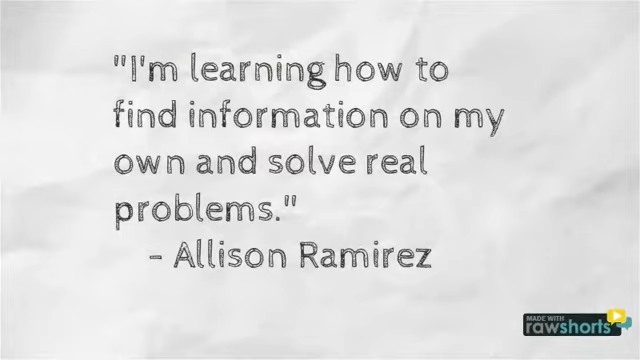 "I'm learning how to
find information on my
own and solve real
problems."
- Allison Ramirez
MADE WITH
rawshorts